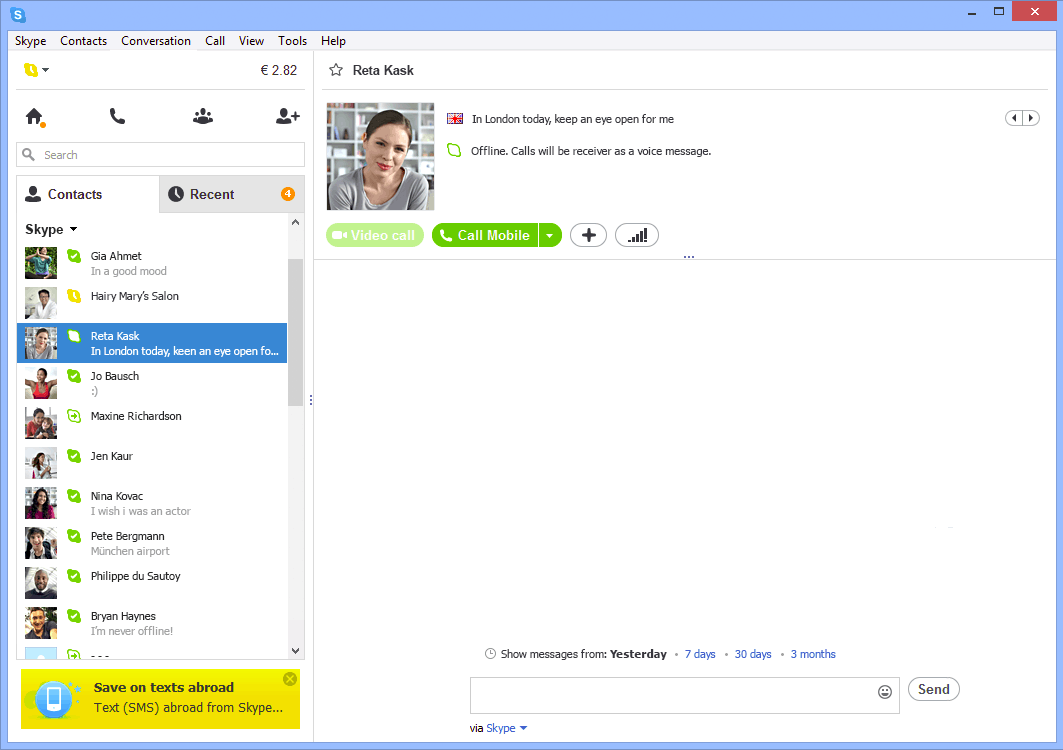 Skype Contacts Conversation Call View Tools Help
€ 2.82
Search
Contacts
Recent 4
Skype
Gia Ahmet
In a good mood
Hairy Mary’s Salon
Reta Kask
In London today, keen an eye open fo...
Jo Bausch
:)
Maxine Richardson
Jen Kaur
Nina Kovac
I wish i was an actor
Pete Bergmann
München airport
Philippe du Sautoy
Bryan Haynes
I’m never offline!
Save on texts abroad
Text (SMS) abroad from Skype...
Reta Kask
In London today, keep an eye open for me
Offline. Calls will be receiver as a voice message.
Video call
Call Mobile
Show messages from: Yesterday • 7 days • 30 days • 3 months
Send
via Skype